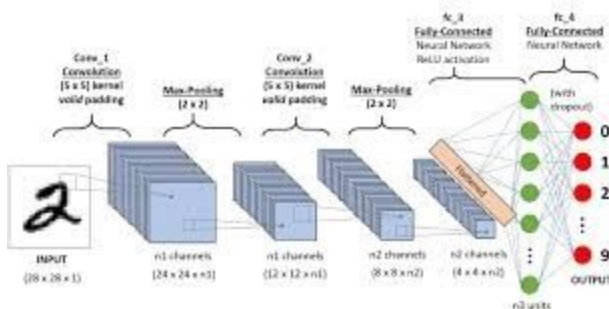 Conv_1
Convolution
(5 x 5) kernel
valid padding
Max-Pooling
(2 x 2)
Conv_2
Convolution
(5 x 5) kernel
valid padding
Max-Pooling
(2 x 2)
fc_3
Fully-Connected
Neural Network
ReLU activation
fc_4
Fully-Connected
Neural Network
(with
dropout)
2
Flattened
0
1
2
9
INPUT
(28 x 28 x 1)
n1 channels
(24 x 24 x n1)
n1 channels
(12 x 12 x n1)
n2 channels
(8 x 8 x n2)
n2 channels
(4 x 4 x n2)
n3 units
OUTPUT